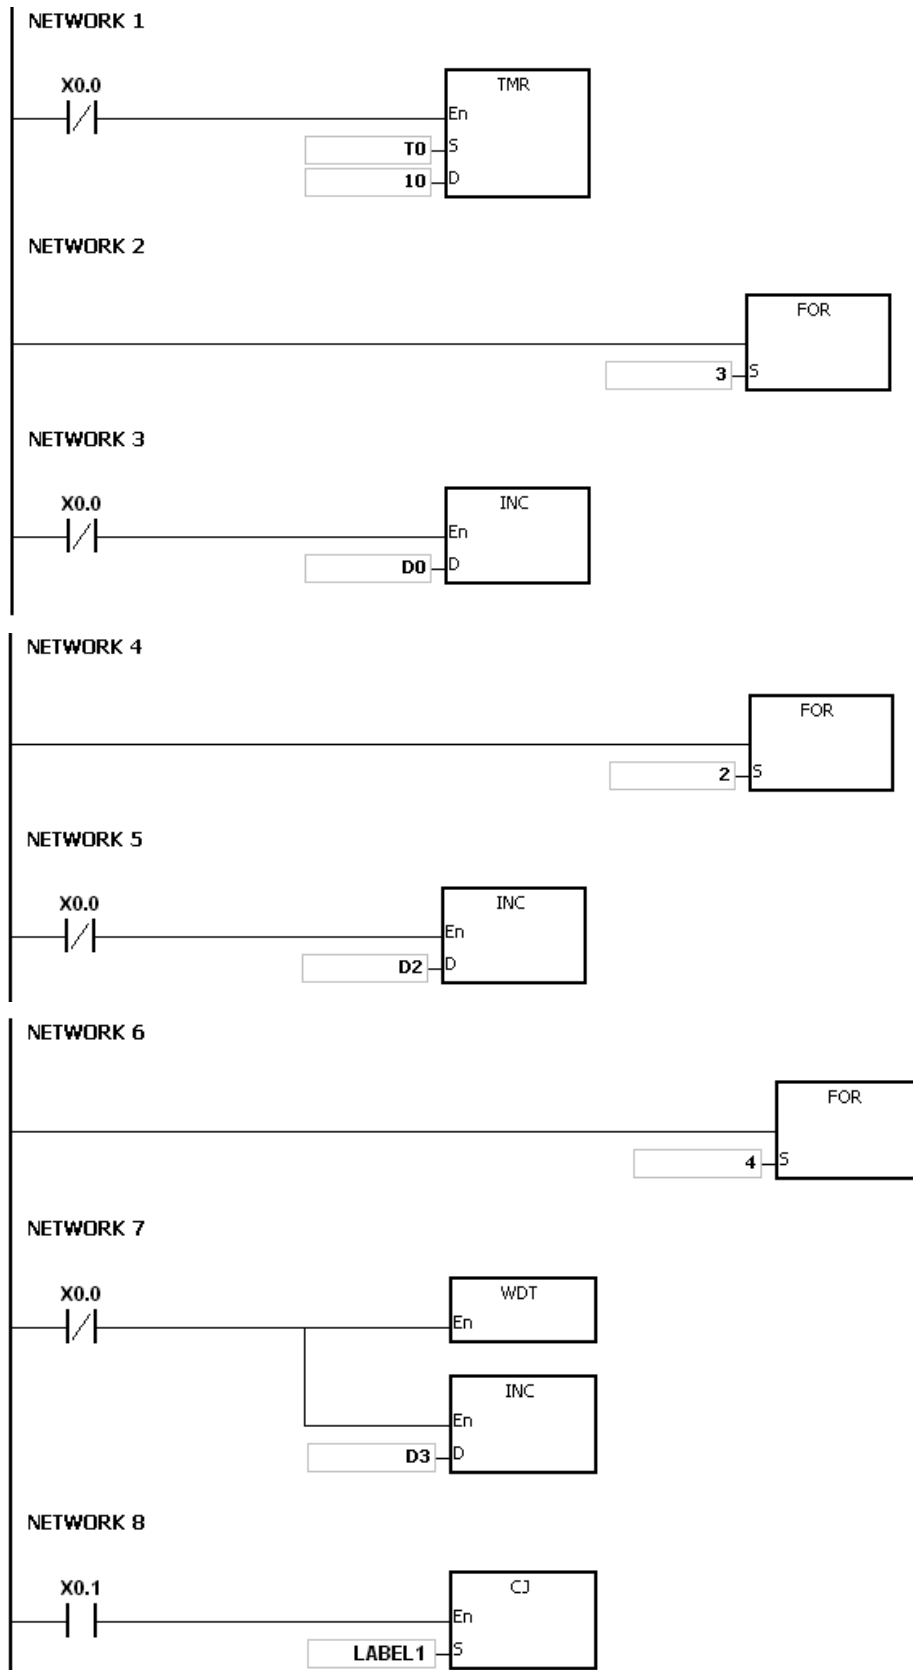 NETWORK 1
X0.0
TMR
En
T0 S
10 D
NETWORK 2
FOR
3 S
NETWORK 3
X0.0
INC
En
D0 D
NETWORK 4
FOR
2 S
NETWORK 5
X0.0
INC
En
D2 D
NETWORK 6
FOR
4 S
NETWORK 7
X0.0
WDT
En
INC
En
D3 D
NETWORK 8
X0.1
CJ
En
LABEL1 S